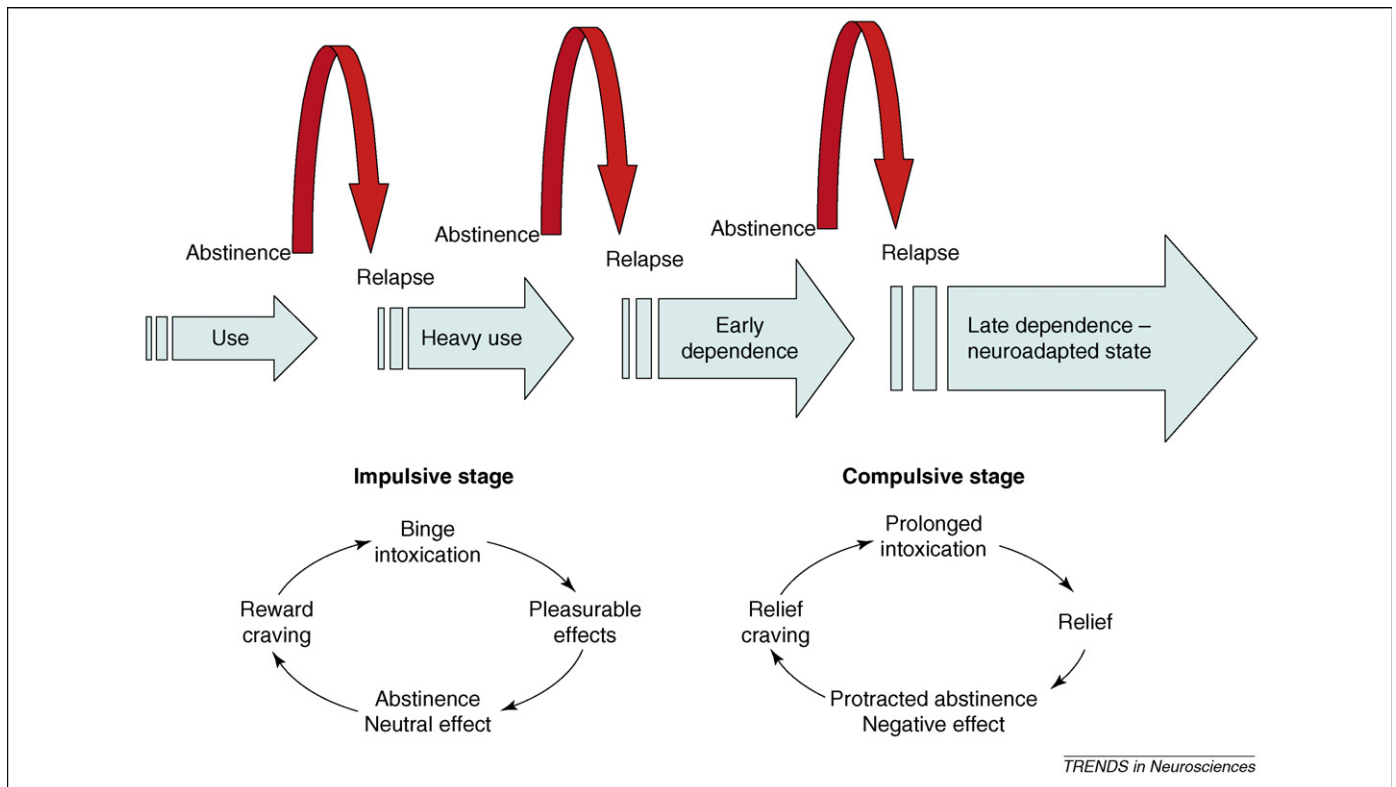 Abstinence
Relapse
Abstinence
Relapse
Abstinence
Relapse
Use
Heavy use
Early
dependence
Late dependence –
neuroadapted state
Impulsive stage
Binge
intoxication
Pleasurable
effects
Abstinence
Neutral effect
Reward
craving
Compulsive stage
Prolonged
intoxication
Relief
Protracted abstinence
Negative effect
Relief
craving
TRENDS in Neurosciences